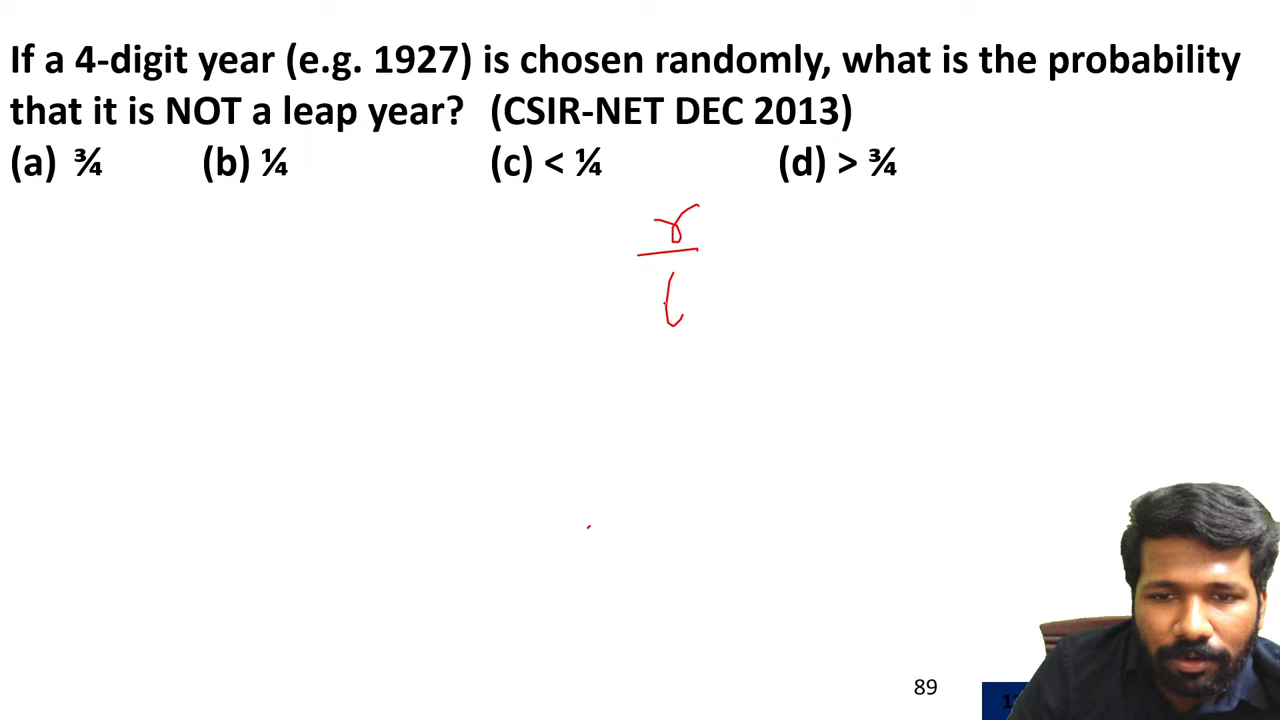 If a 4-digit year (e.g. 1927) is chosen randomly, what is the probability
that it is NOT a leap year? (CSIR-NET DEC 2013)
(a) ¾ (b) ¼ (c) < ¼ (d) > ¾
89